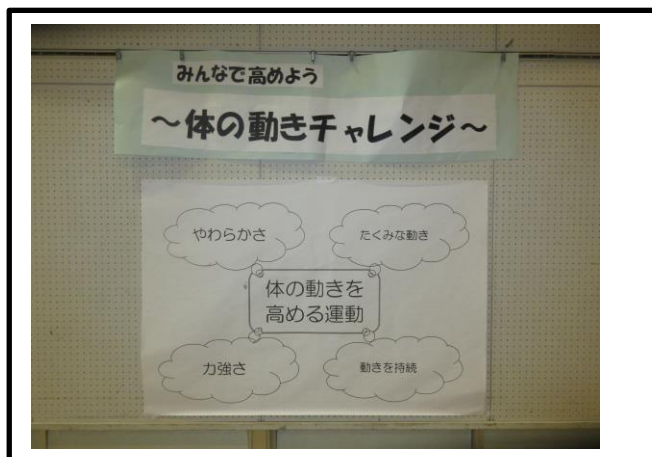 みんなで高めよう
～体の動きチャレンジ～
やわらかさ
たくみな動き
体の動きを
高める運動
力強さ
動きを持続